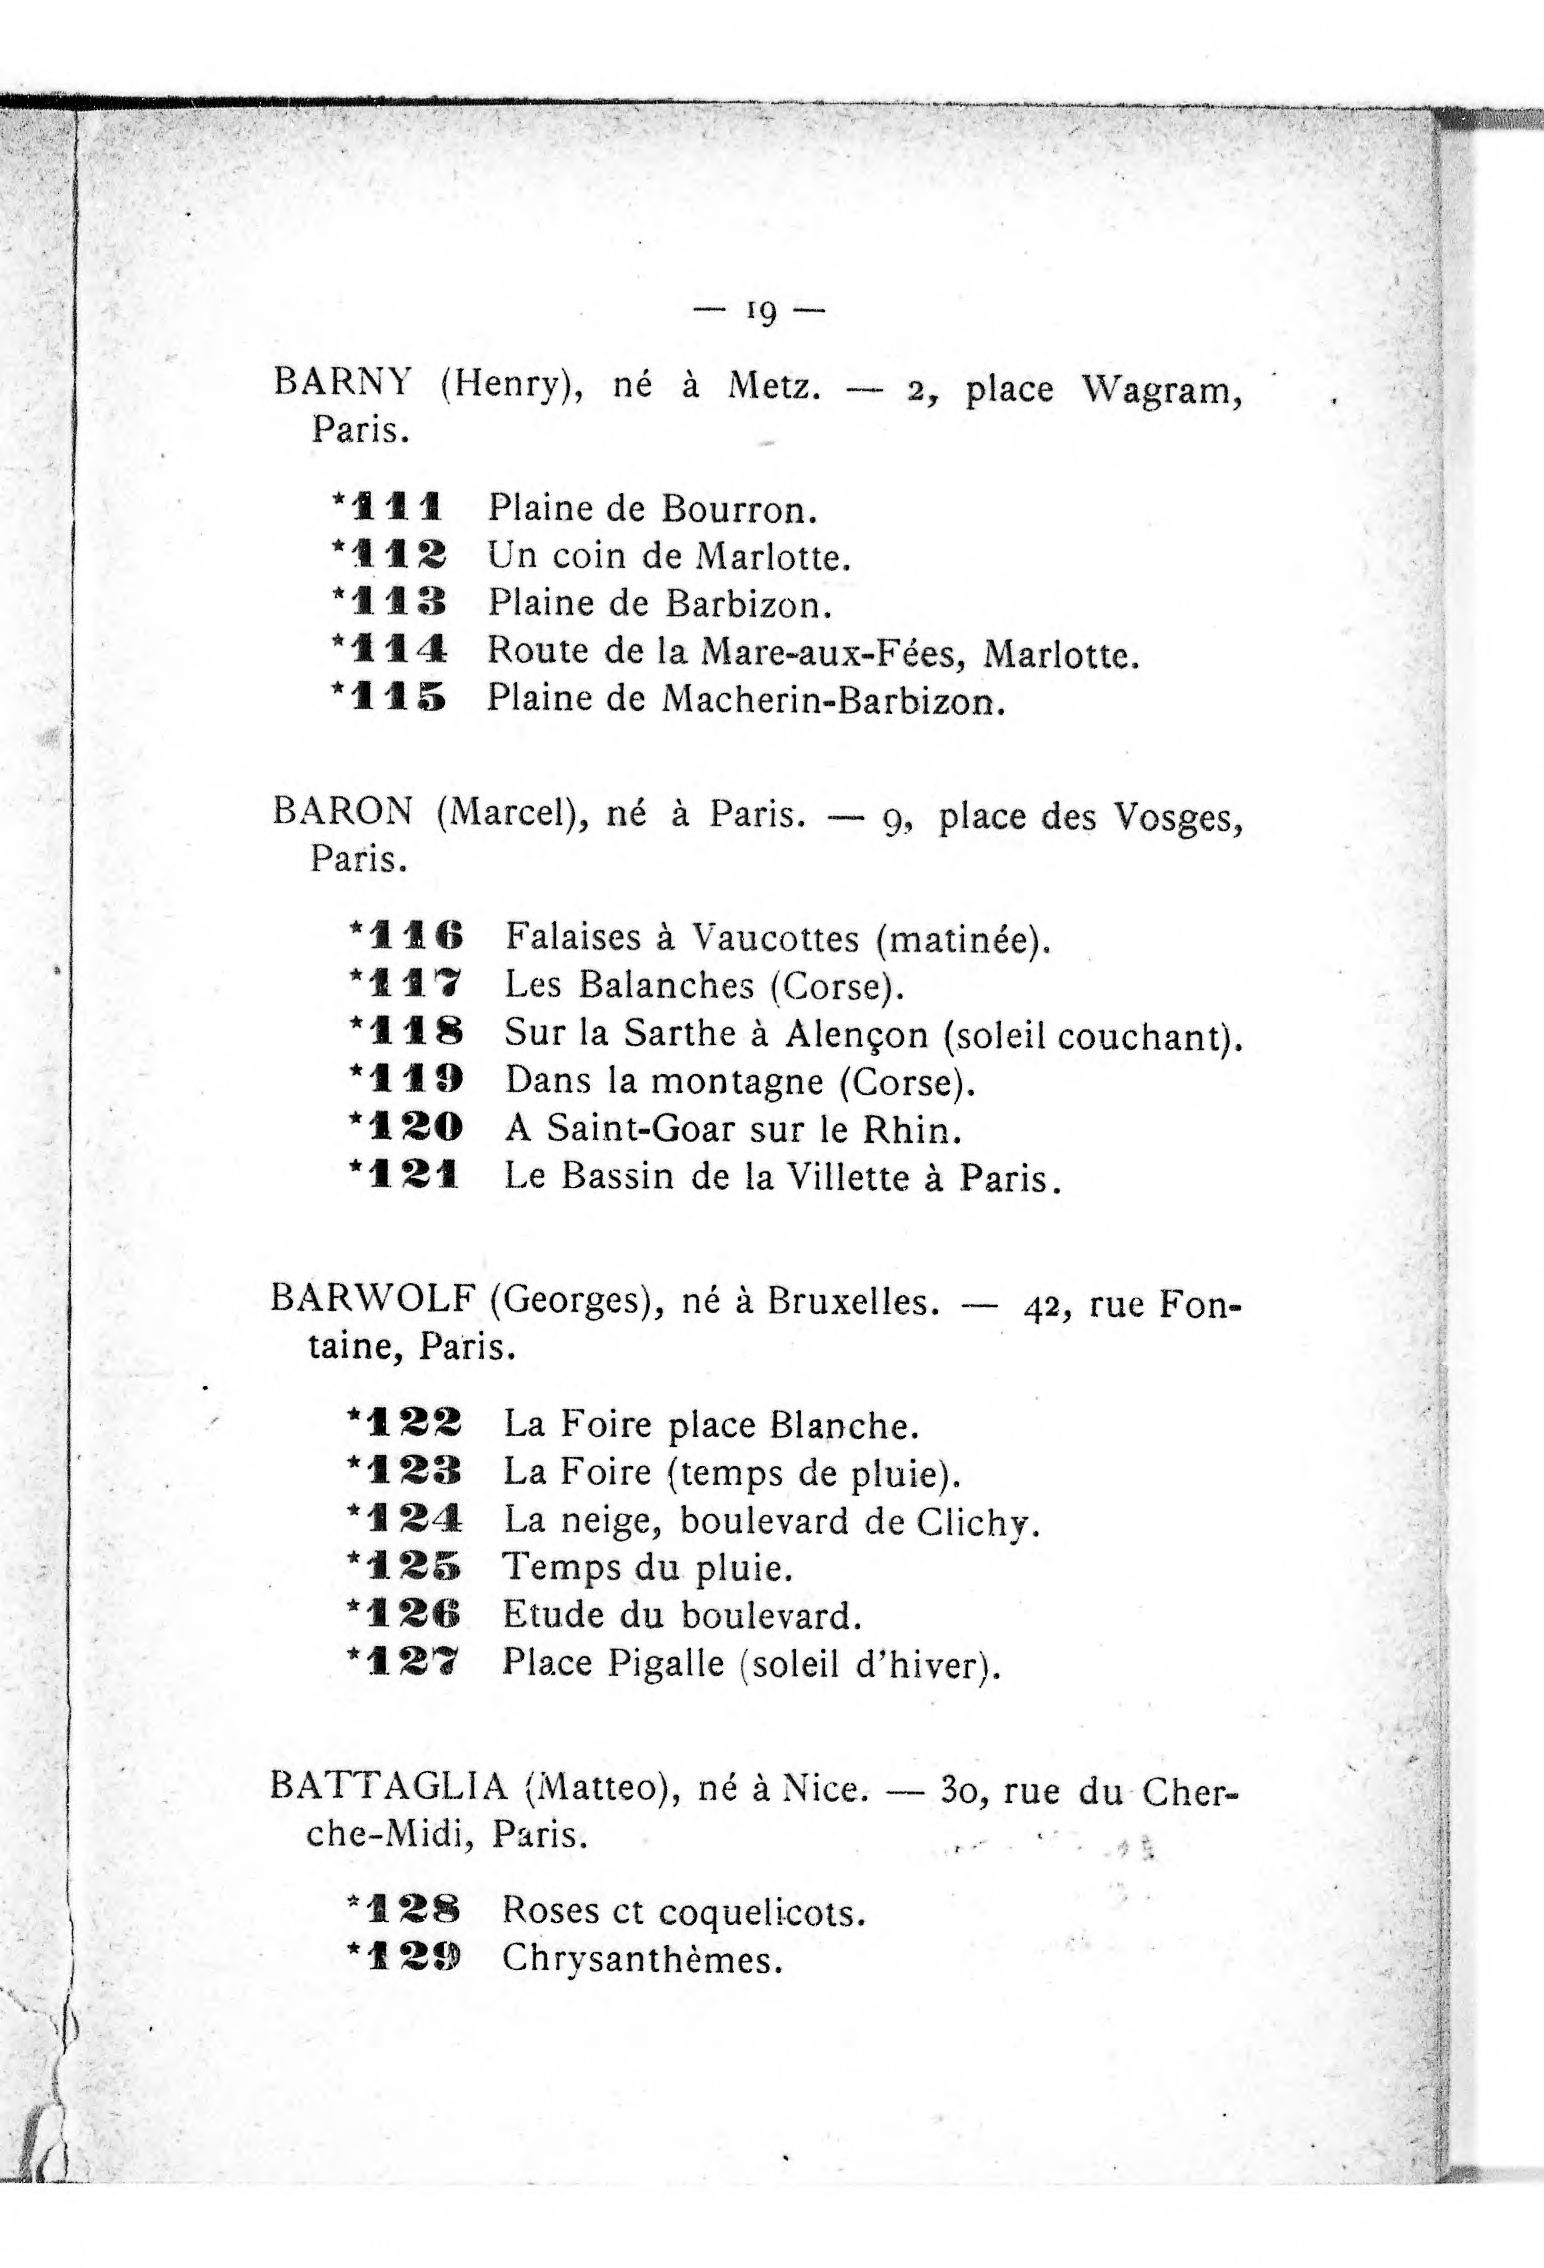 — 19 —
BARNY (Henry), né à Metz. — 2, place Wagram,
Paris.
*111 Plaine de Bourron.
*112 Un coin de Marlotte.
*113 Plaine de Barbizon.
*114 Route de la Mare-aux-Fées, Marlotte.
*115 Plaine de Macherin-Barbizon.
BARON (Marcel), né à Paris. — 9, place des Vosges,
Paris.
*116 Falaises à Vaucottes (matinée).
*117 Les Balanches (Corse).
*118 Sur la Sarthe à Alençon (soleil couchant).
*119 Dans la montagne (Corse).
*120 A Saint-Goar sur le Rhin.
*121 Le Bassin de la Villette à Paris.
BARWOLF (Georges), né à Bruxelles. — 42, rue Fon-
taine, Paris.
*122 La Foire place Blanche.
*123 La Foire (temps de pluie).
*124 La neige, boulevard de Clichy.
*125 Temps du pluie.
*126 Etude du boulevard.
*127 Place Pigalle (soleil d'hiver).
BATTAGLIA (Matteo), né à Nice. — 30, rue du Cher-
che-Midi, Paris.
*128 Roses et coquelicots.
*129 Chrysanthèmes.